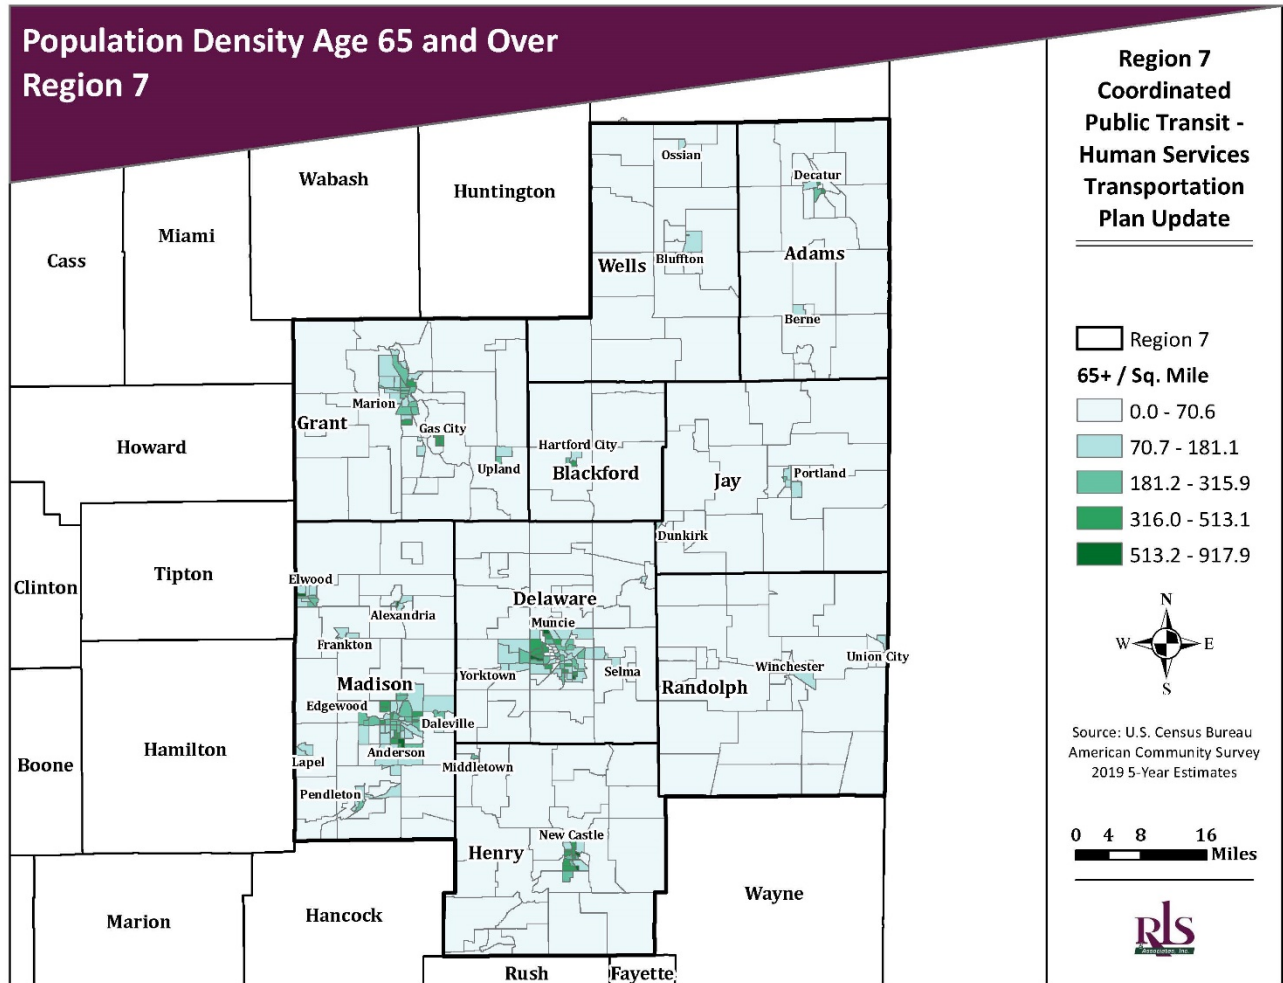 Population Density Age 65 and Over
Region 7
Region 7
Coordinated
Public Transit -
Human Services
Transportation
Plan Update
Region 7
65+ / Sq. Mile
0.0 - 70.6
70.7 - 181.1
181.2 - 315.9
316.0 - 513.1
513.2 - 917.9
N
W
E
S
Source: U.S. Census Bureau
American Community Survey
2019 5-Year Estimates
0 4 8 16
Miles
RLS
& Associates, Inc.
Wabash
Huntington
Miami
Cass
Ossian
Decatur
Wells
Bluffton
Adams
Berne
Marion
Grant
Gas City
Upland
Hartford City
Blackford
Jay
Portland
Dunkirk
Howard
Tipton
Clinton
Elwood
Alexandria
Frankton
Madison
Edgewood
Daleville
Anderson
Lapel
Pendleton
Delaware
Muncie
Yorktown
Selma
Union City
Winchester
Randolph
Hamilton
Boone
Middletown
New Castle
Henry
Wayne
Marion
Hancock
Rush
Fayette